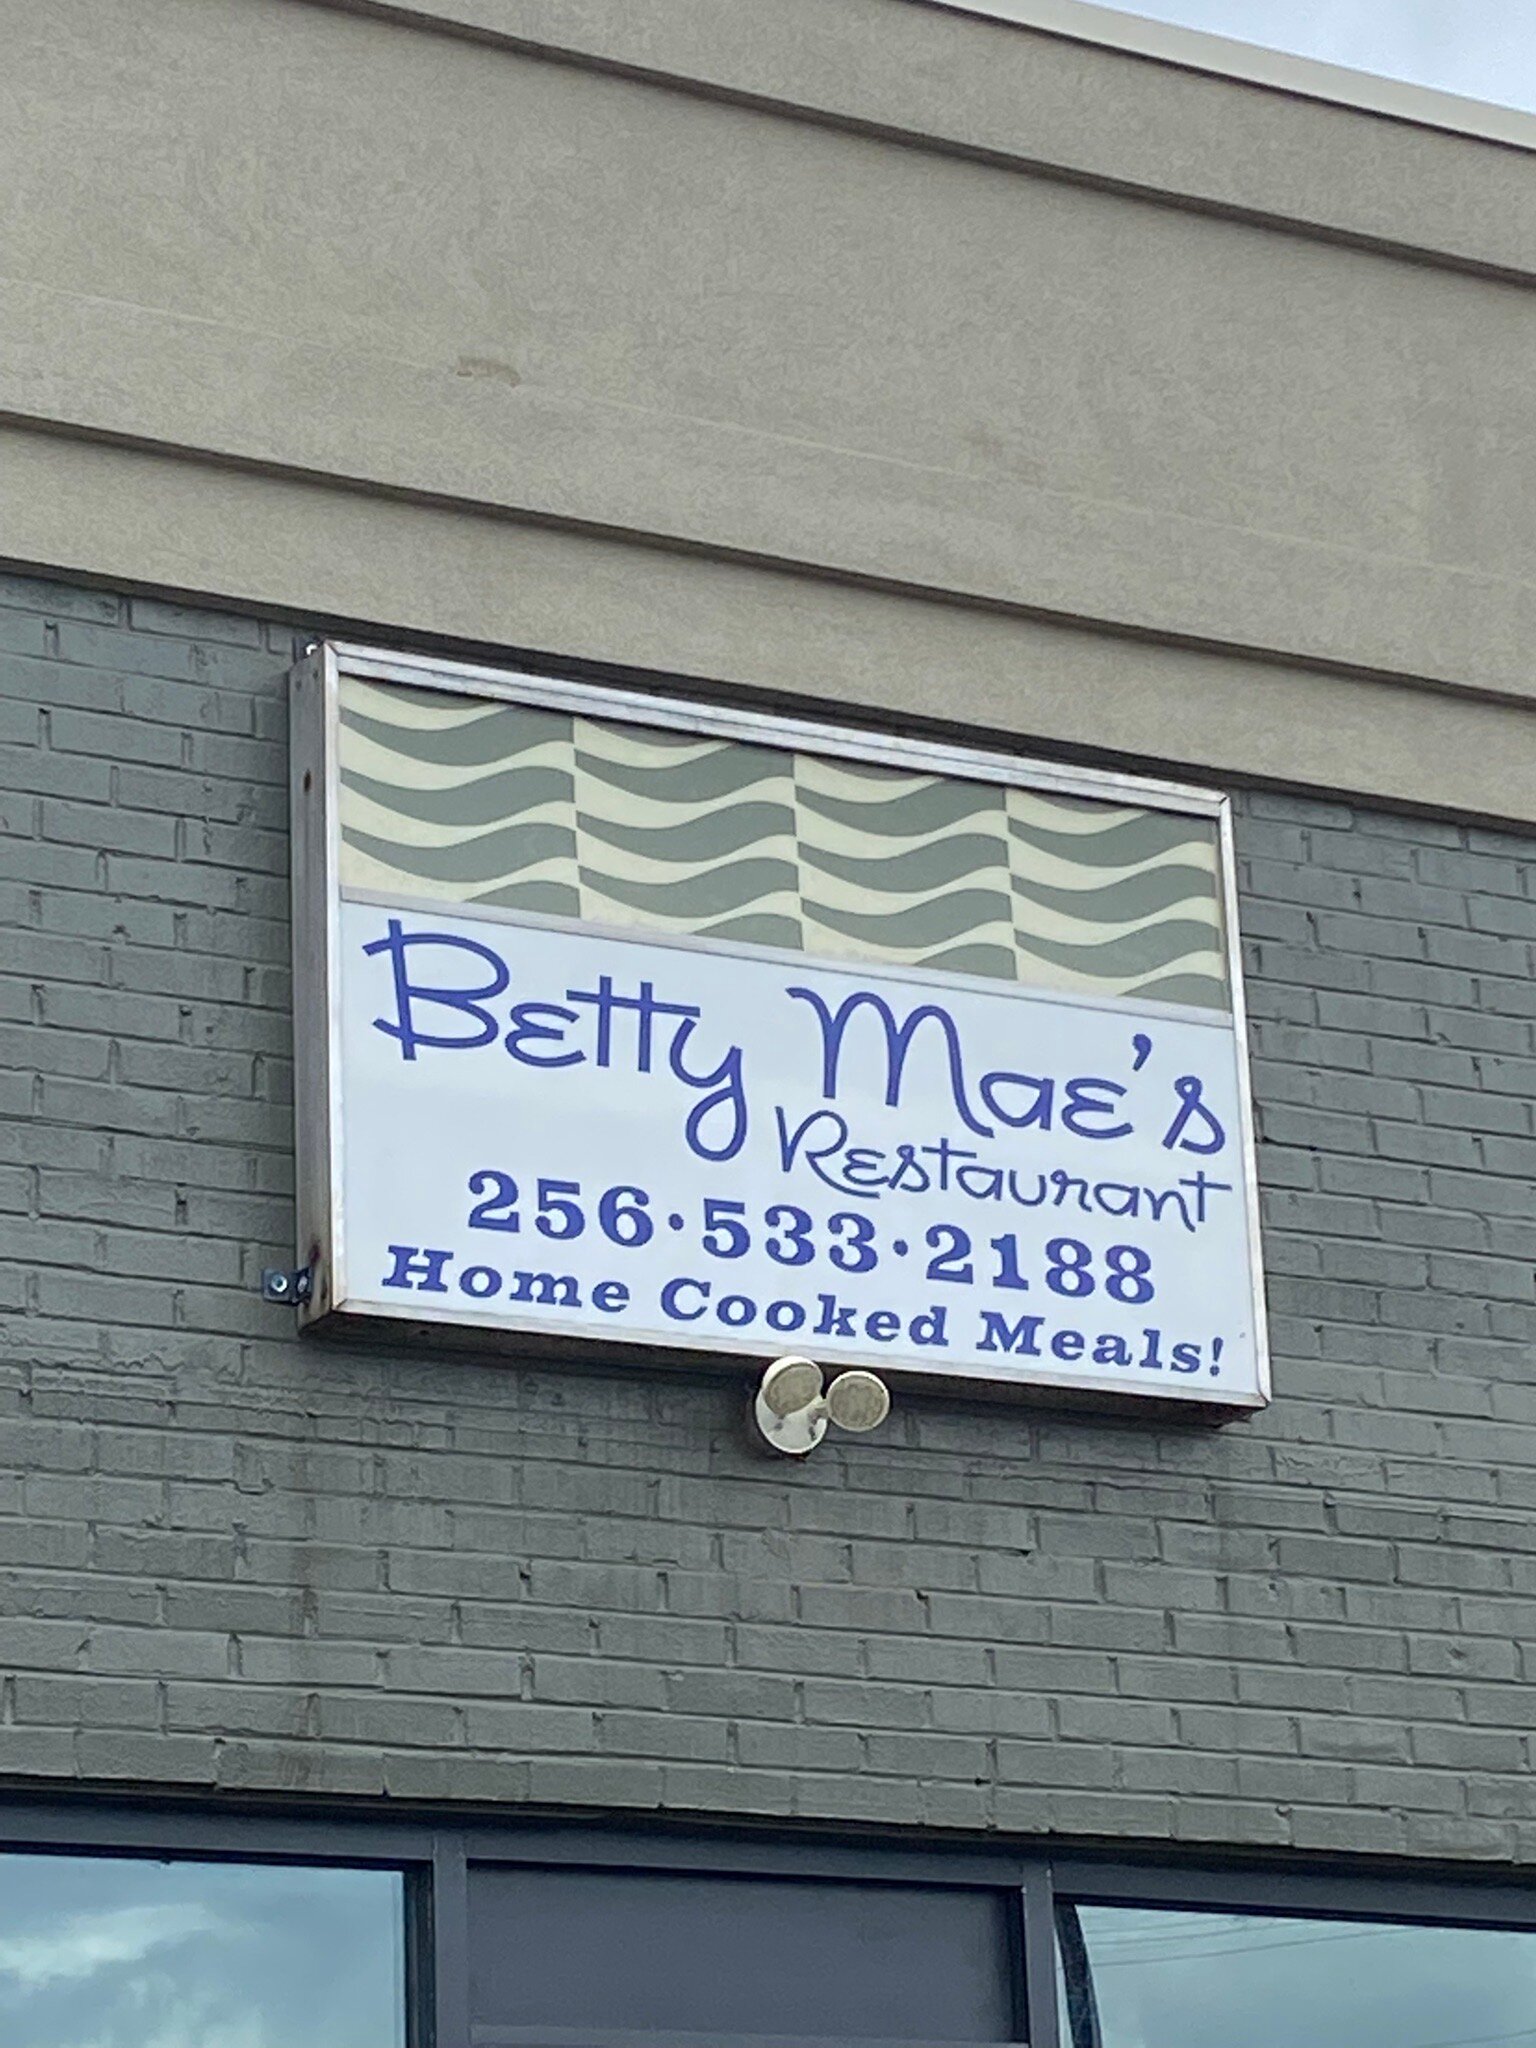 Betty Mae's
Restaurant
256·533·2188
Home Cooked Meals!